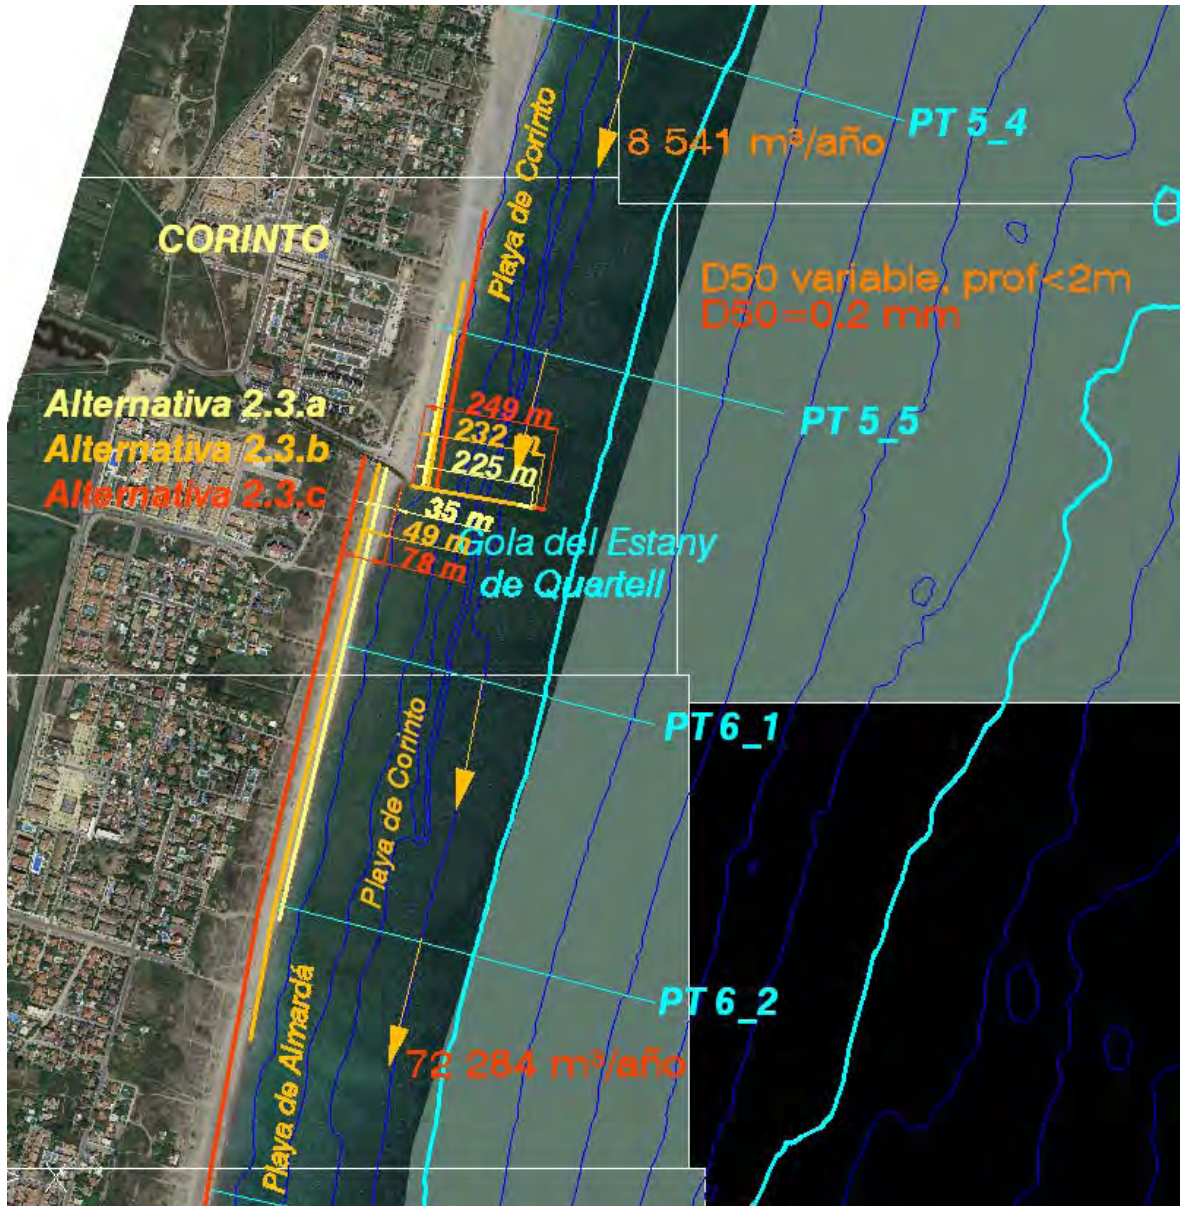 Playa de Corinto
PT 5_4
8 541 m³/año
CORINTO
D50 variable, prof<2m
D50=0.2 mm
Alternativa 2.3.a
Alternativa 2.3.b
Alternativa 2.3.c
249 m
232 m
225 m
PT 5_5
35 m
49 m
78 m
Gola del Estany
de Quartell
PT 6_1
Playa de Corinto
PT 6_2
Playa de Almardá
72 284 m³/año